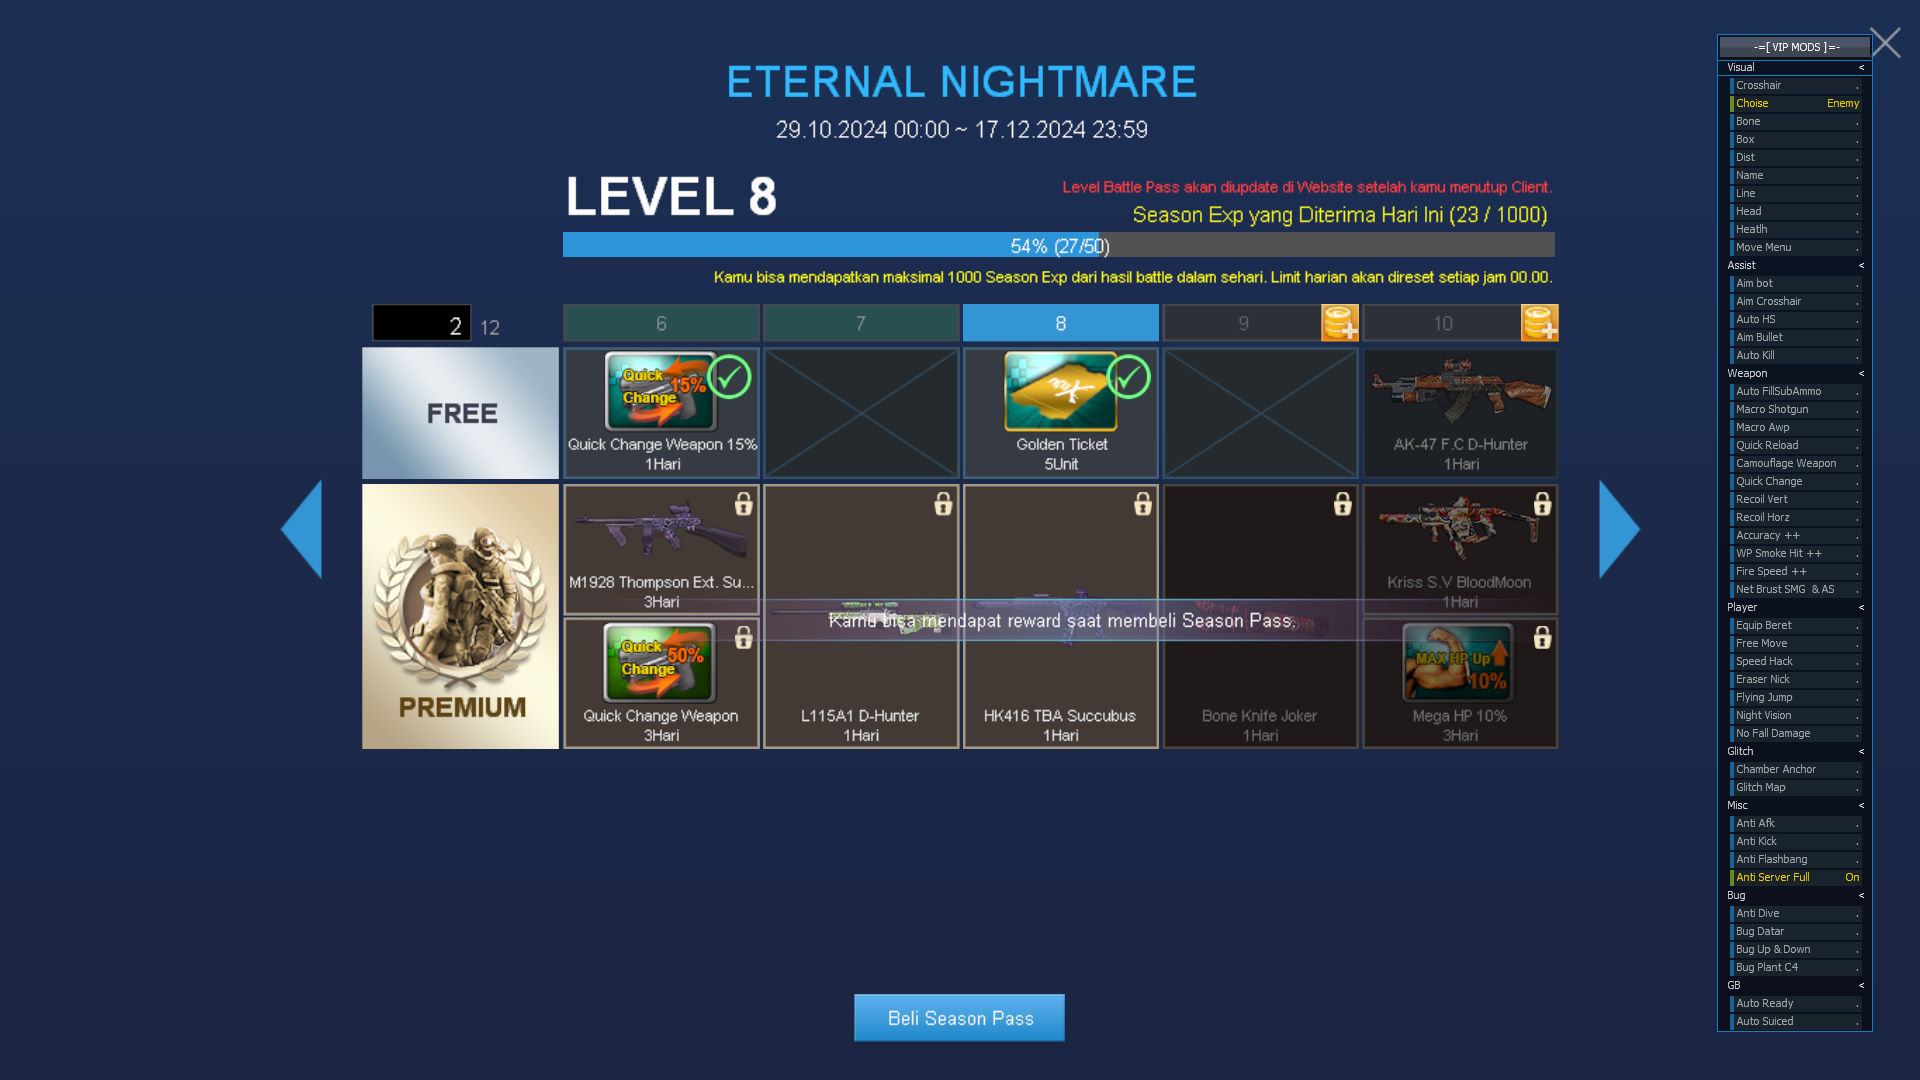 ETERNAL NIGHTMARE
29.10.2024 00:00 ~ 17.12.2024 23:59
LEVEL 8
Level Battle Pass akan diupdate di Website setelah kamu menutup Client.
Season Exp yang Diterima Hari Ini (23 / 1000)
54% (27/50)
Kamu bisa mendapatkan maksimal 1000 Season Exp dari hasil battle dalam sehari. Limit harian akan direset setiap jam 00.00.
2 12
6 7 8 9 10
FREE
Quick Change 15%
Quick Change Weapon 15%
1Hari
Golden Ticket
5Unit
AK-47 F.C D-Hunter
1Hari
PREMIUM
M1928 Thompson Ext. Su...
3Hari
Kriss S.V BloodMoon
1Hari
Kamu bisa mendapat reward saat membeli Season Pass.
Quick Change 50%
Quick Change Weapon
3Hari
L115A1 D-Hunter
1Hari
HK416 TBA Succubus
1Hari
Bone Knife Joker
1Hari
MAX HP Up 10%
Mega HP 10%
3Hari
Beli Season Pass
-=[ VIP MODS ]=-
Visual <
Crosshair .
Choise Enemy
Bone .
Box .
Dist .
Name .
Line .
Head .
Heatlh .
Move Menu .
Assist <
Aim bot .
Aim Crosshair .
Auto HS .
Aim Bullet .
Auto Kill .
Weapon <
Auto FillSubAmmo .
Macro Shotgun .
Macro Awp .
Quick Reload .
Camouflage Weapon .
Quick Change .
Recoil Vert .
Recoil Horz .
Accuracy ++ .
WP Smoke Hit ++ .
Fire Speed ++ .
Net Brust SMG & AS .
Player <
Equip Beret .
Free Move .
Speed Hack .
Eraser Nick .
Flying Jump .
Night Vision .
No Fall Damage .
Glitch <
Chamber Anchor .
Glitch Map .
Misc <
Anti Afk .
Anti Kick .
Anti Flashbang .
Anti Server Full On
Bug <
Anti Dive .
Bug Datar .
Bug Up & Down .
Bug Plant C4 .
GB <
Auto Ready .
Auto Suiced .